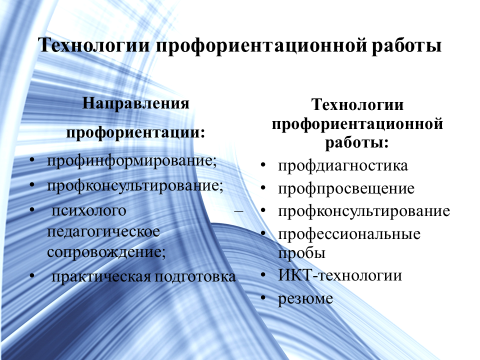 Технологии профориентационной работы
Направления
профориентации:
• профинформирование;
• профконсультирование;
• психолого –
педагогическое
сопровождение;
• практическая подготовка
Технологии
профориентационной
работы:
• профдиагностика
• профпросвещение
• профконсультирование
• профессиональные
пробы
• ИКТ-технологии
• резюме